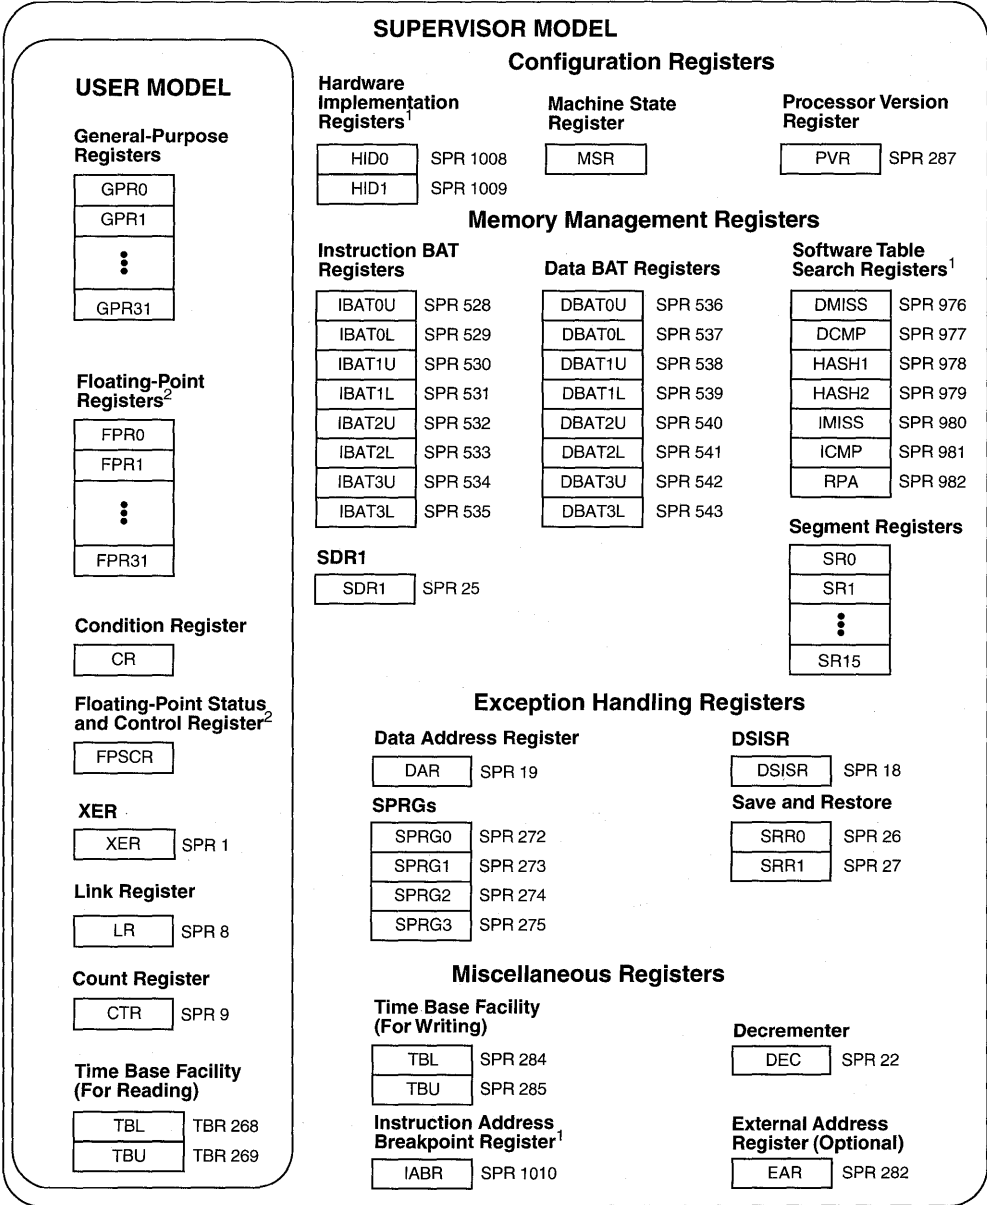 SUPERVISOR MODEL
USER MODEL
General-Purpose
Registers
GPR0
GPR1
GPR31
Floating-Point
Registers2
FPR0
FPR1
FPR31
Condition Register
CR
Floating-Point Status
and Control Register2
FPSCR
XER
XER SPR 1
Link Register
LR SPR 8
Count Register
CTR SPR 9
Time Base Facility
(For Reading)
TBL TBR 268
TBU TBR 269
Configuration Registers
Hardware
Implementation
Registers1
HID0 SPR 1008
HID1 SPR 1009
Machine State
Register
MSR
Processor Version
Register
PVR SPR 287
Memory Management Registers
Instruction BAT
Registers
IBAT0U SPR 528
IBAT0L SPR 529
IBAT1U SPR 530
IBAT1L SPR 531
IBAT2U SPR 532
IBAT2L SPR 533
IBAT3U SPR 534
IBAT3L SPR 535
Data BAT Registers
DBAT0U SPR 536
DBAT0L SPR 537
DBAT1U SPR 538
DBAT1L SPR 539
DBAT2U SPR 540
DBAT2L SPR 541
DBAT3U SPR 542
DBAT3L SPR 543
Software Table
Search Registers1
DMISS SPR 976
DCMP SPR 977
HASH1 SPR 978
HASH2 SPR 979
IMISS SPR 980
ICMP SPR 981
RPA SPR 982
SDR1
SDR1 SPR 25
Segment Registers
SR0
SR1
SR15
Exception Handling Registers
Data Address Register
DAR SPR 19
DSISR
DSISR SPR 18
SPRGs
SPRG0 SPR 272
SPRG1 SPR 273
SPRG2 SPR 274
SPRG3 SPR 275
Save and Restore
SRR0 SPR 26
SRR1 SPR 27
Miscellaneous Registers
Time Base Facility
(For Writing)
TBL SPR 284
TBU SPR 285
Decrementer
DEC SPR 22
Instruction Address
Breakpoint Register1
IABR SPR 1010
External Address
Register (Optional)
EAR SPR 282